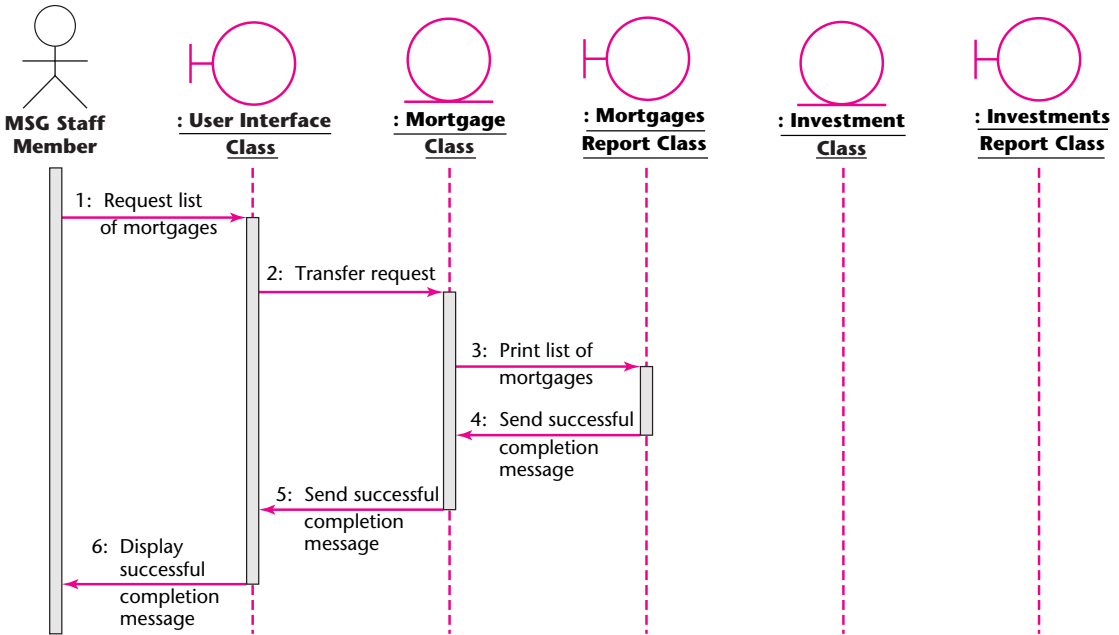 MSG Staff
Member
: User Interface
Class
: Mortgage
Class
: Mortgages
Report Class
: Investment
Class
: Investments
Report Class
1: Request list
of mortgages
2: Transfer request
3: Print list of
mortgages
4: Send successful
completion
message
5: Send successful
completion
message
6: Display
successful
completion
message